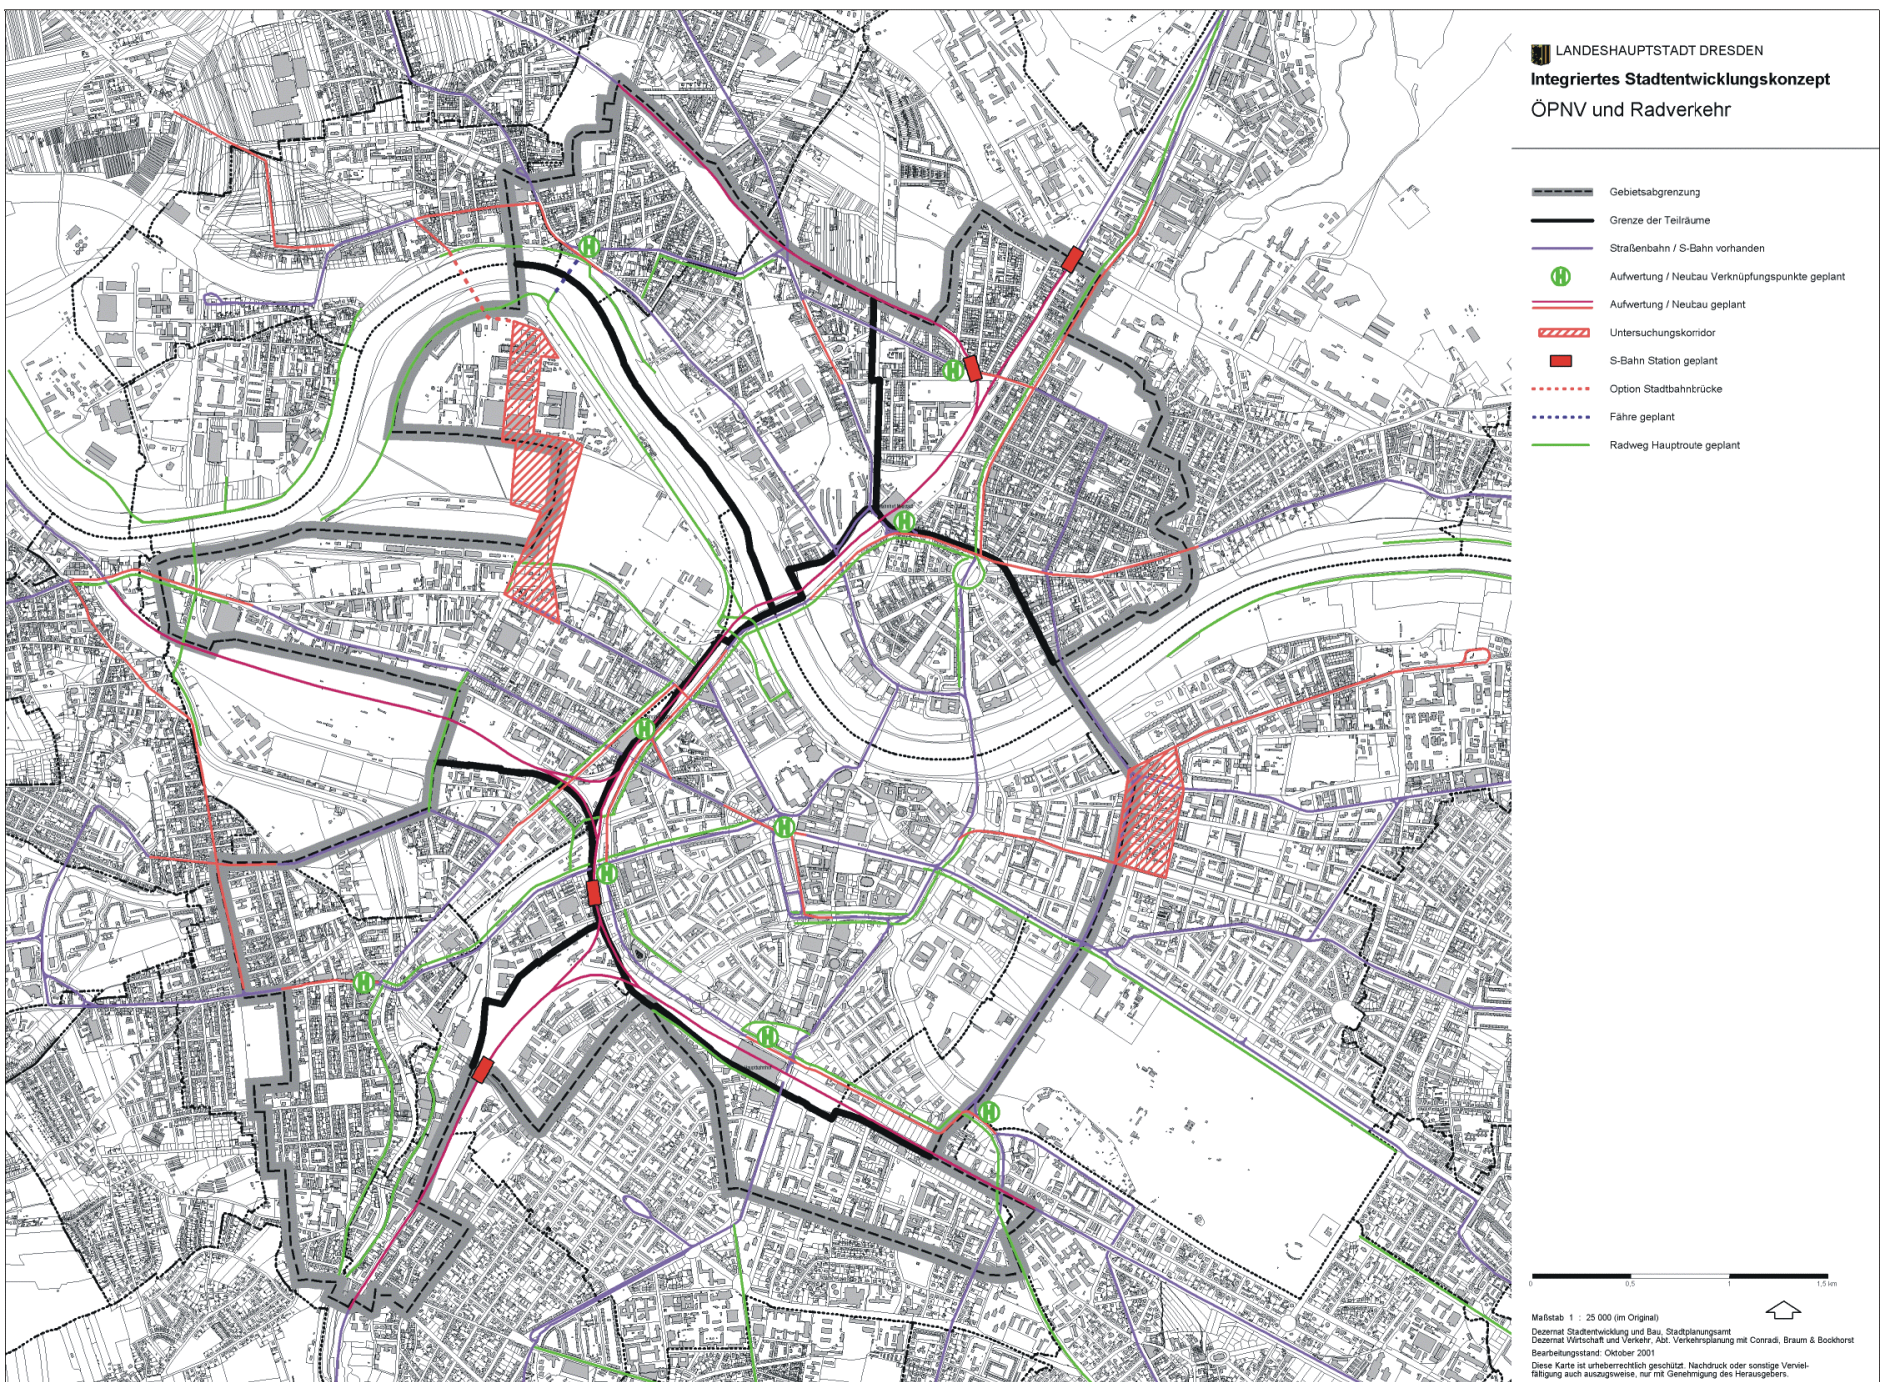 LANDESHAUPTSTADT DRESDEN
Integriertes Stadtentwicklungskonzept
ÖPNV und Radverkehr
Gebietsabgrenzung
Grenze der Teilräume
Straßenbahn / S-Bahn vorhanden
H Aufwertung / Neubau Verknüpfungspunkte geplant
Aufwertung / Neubau geplant
Untersuchungskorridor
S-Bahn Station geplant
Option Stadtbahnbrücke
Fähre geplant
Radweg Hauptroute geplant
H
H
H
H
H
H
H
H
H
Hauptbahnhof
0 0,5 1 1,5 km
Maßstab 1 : 25 000 (im Original)
Dezernat Stadtentwicklung und Bau, Stadtplanungsamt
Dezernat Wirtschaft und Verkehr, Abt. Verkehrsplanung mit Conradi, Braum & Bockhorst
Bearbeitungsstand: Oktober 2001
Diese Karte ist urheberrechtlich geschützt. Nachdruck oder sonstige Verviel-
fältigung auch auszugsweise, nur mit Genehmigung des Herausgebers.